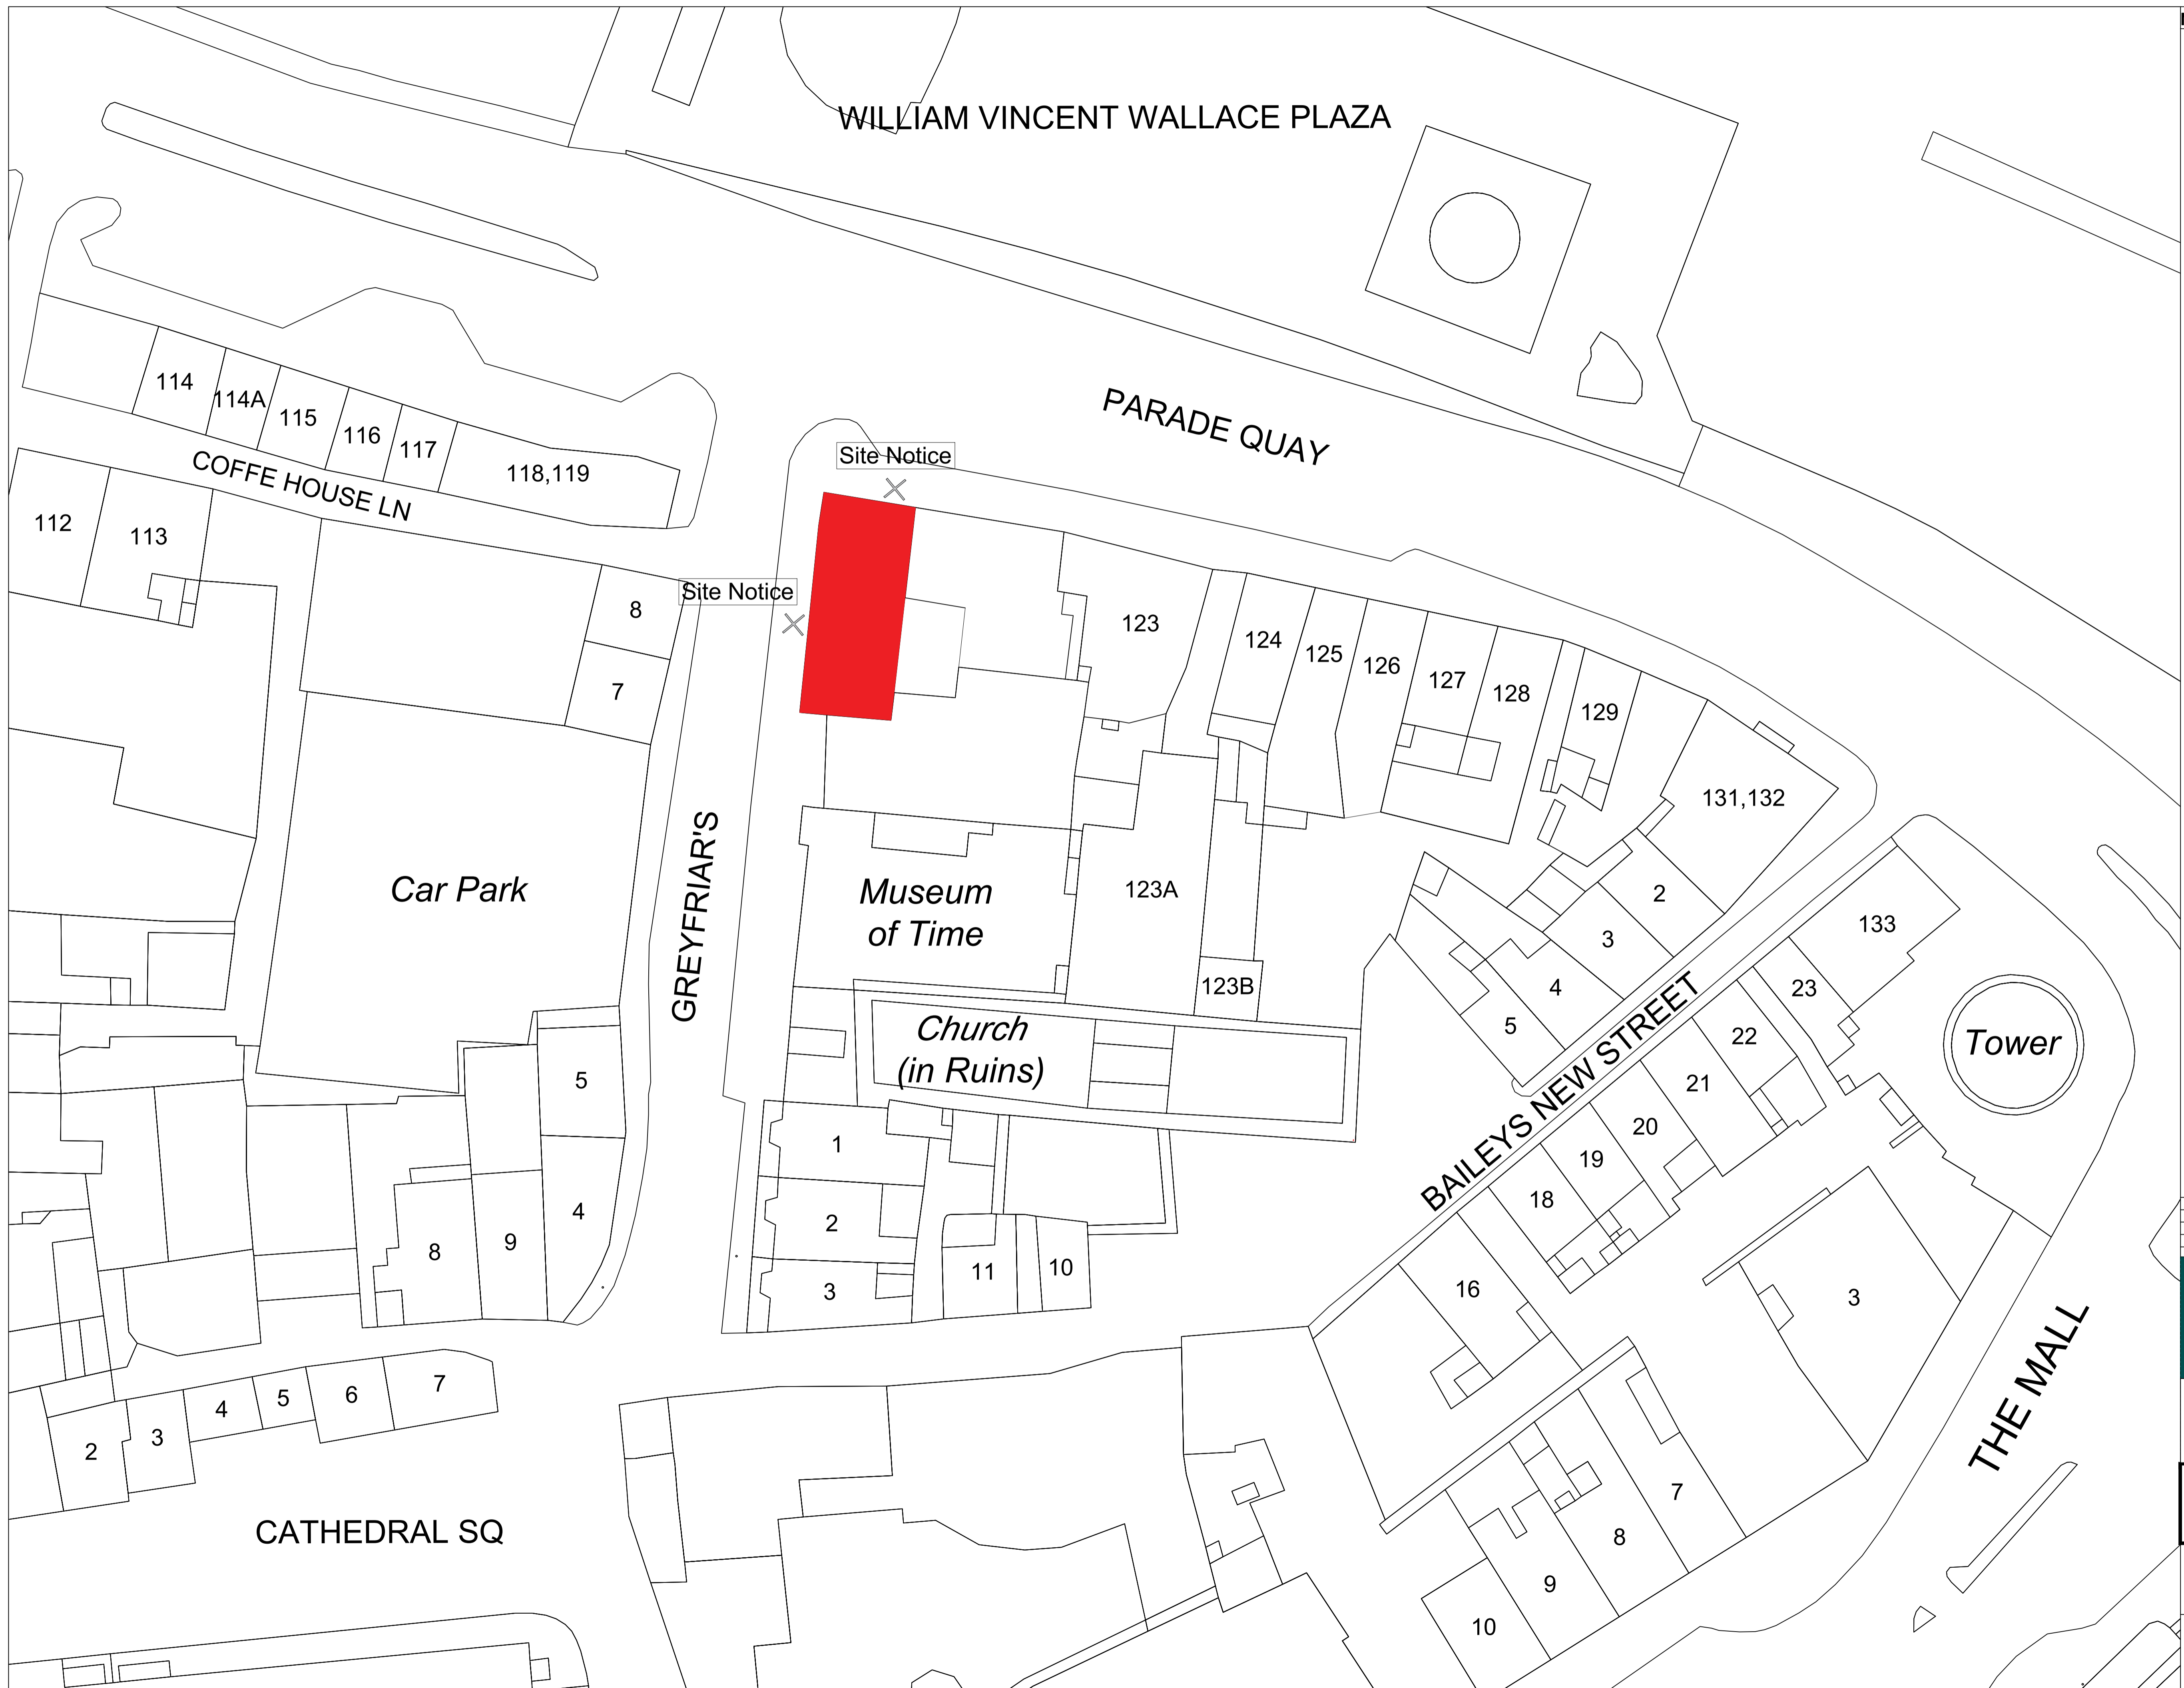 WILLIAM VINCENT WALLACE PLAZA
PARADE QUAY
Site Notice
Site Notice
114
114A
115
116
117
118,119
COFFE HOUSE LN
112
113
8
7
123
124
125
126
127
128
129
131,132
Car Park
GREYFRIAR'S
Museum
of Time
123A
123B
Church
(in Ruins)
2
3
4
5
133
23
22
21
20
19
18
16
BAILEYS NEW STREET
Tower
5
4
9
8
1
2
3
11
10
3
THE MALL
7
6
5
4
3
2
7
8
9
10
CATHEDRAL SQ